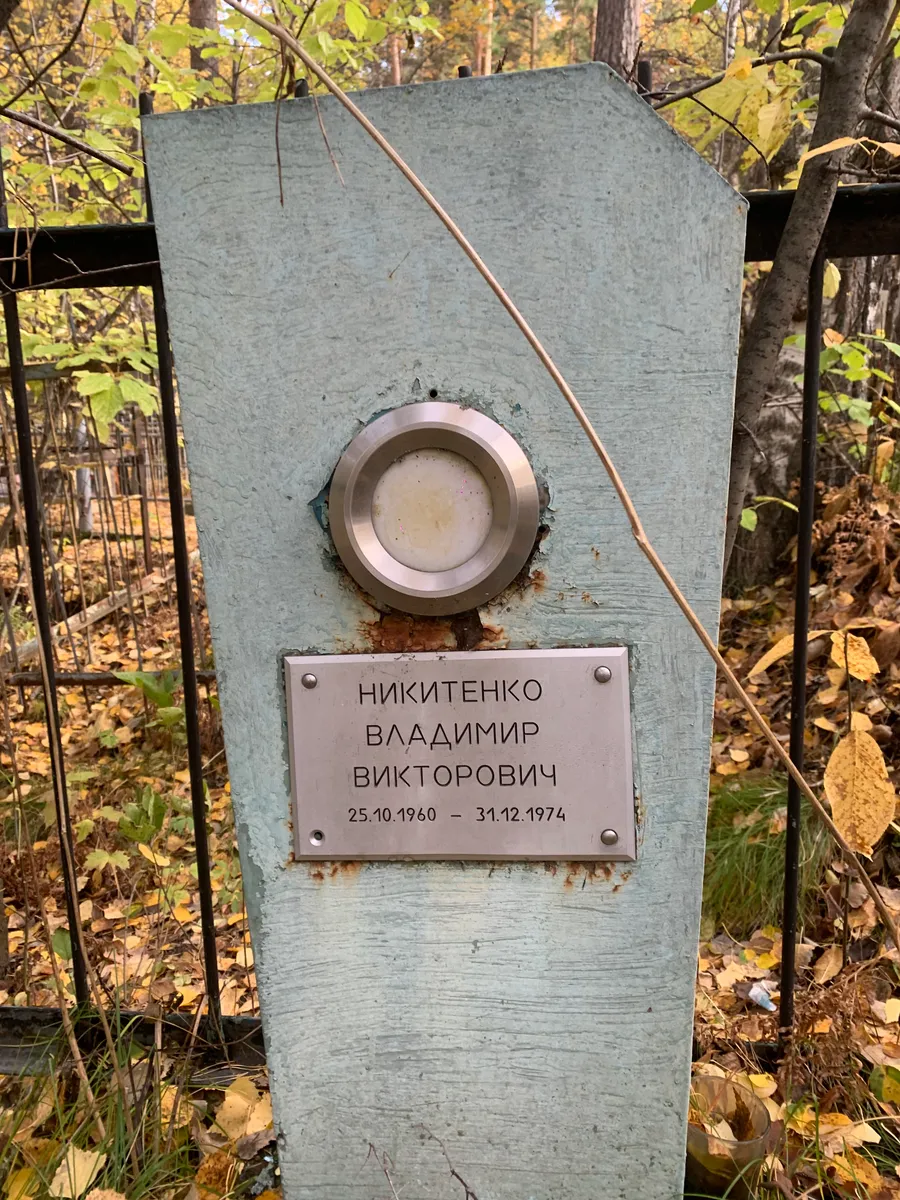 НИКИТЕНКО
ВЛАДИМИР
ВИКТОРОВИЧ
25.10.1960 — 31.12.1974